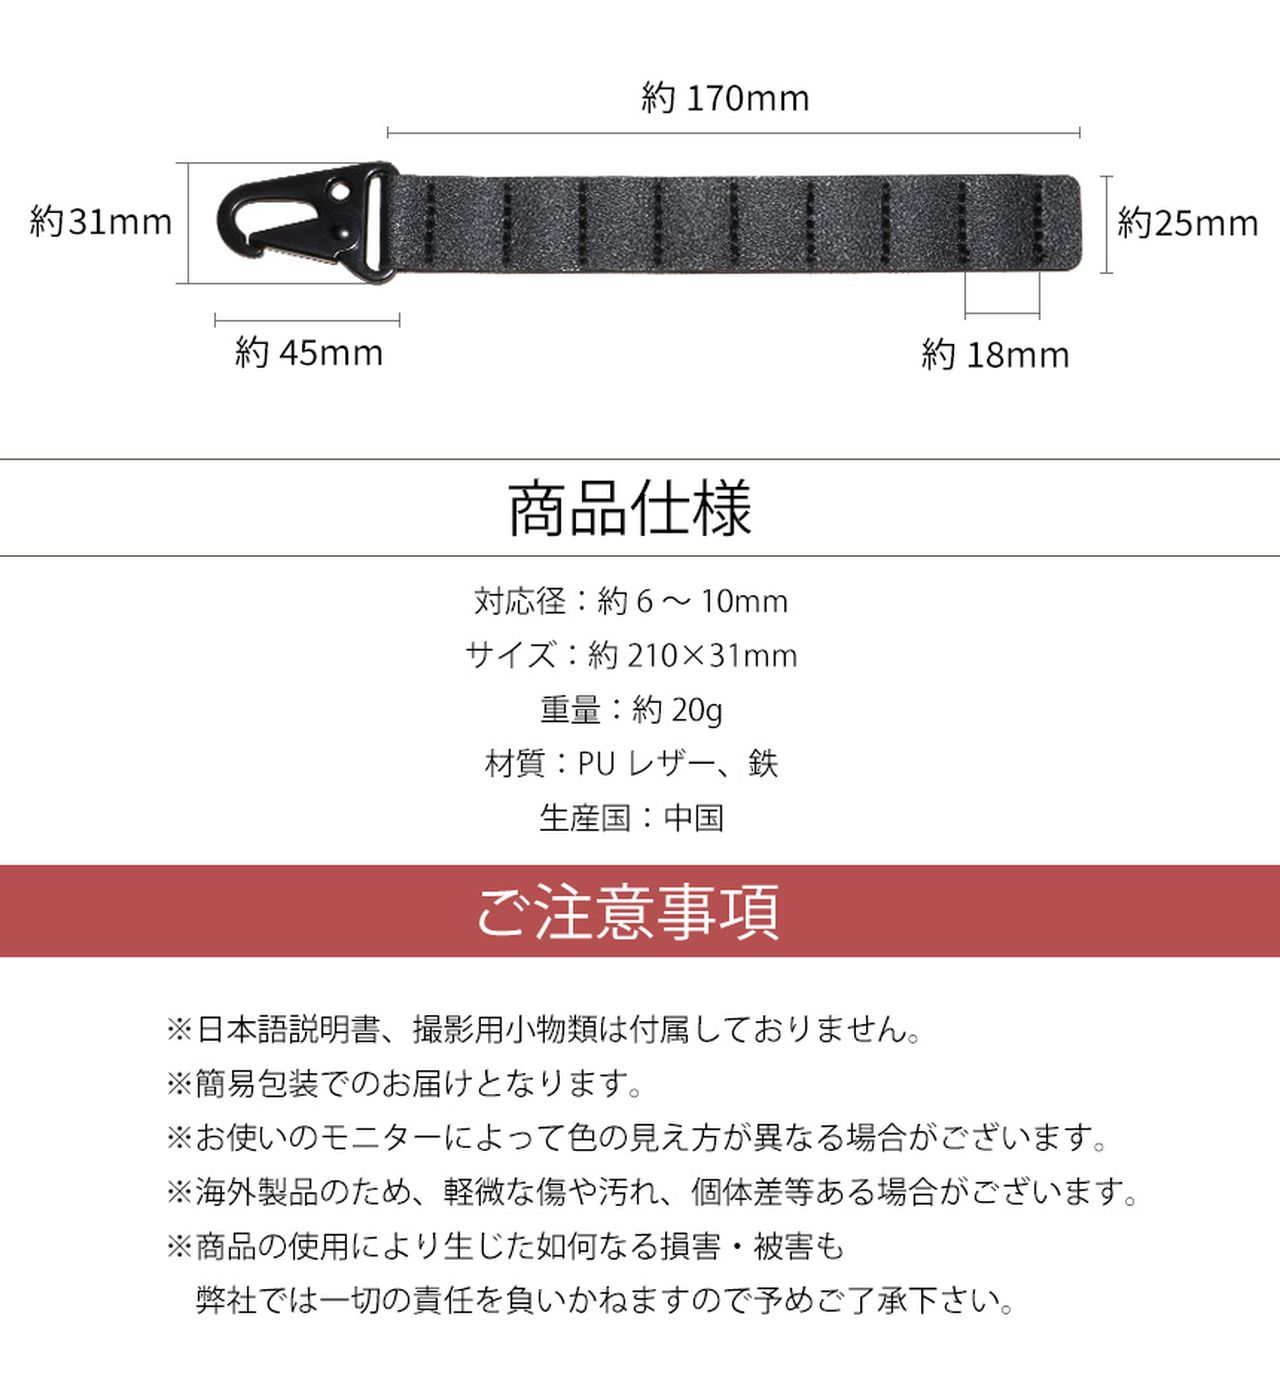 約 170mm
約31mm
約25mm
約 45mm
約 18mm
商品仕様
対応径：約 6 〜 10mm
サイズ：約 210×31mm
重量：約 20g
材質：PU レザー、鉄
生産国：中国
ご注意事項
※日本語説明書、撮影用小物類は付属しておりません。
※簡易包装でのお届けとなります。
※お使いのモニターによって色の見え方が異なる場合がございます。
※海外製品のため、軽微な傷や汚れ、個体差等ある場合がございます。
※商品の使用により生じた如何なる損害・被害も
弊社では一切の責任を負いかねますので予めご了承下さい。